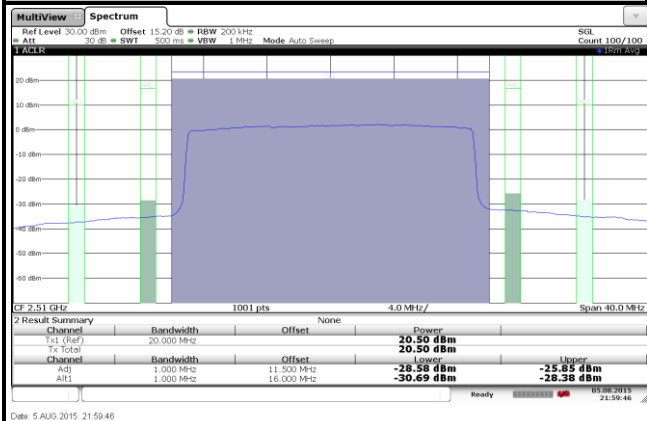 MultiView Spectrum
Ref Level 30.00 dBm Offset 15.20 dB RBW 200 kHz SGL
Att 30 dB SWT 500 ms VBW 1 MHz Mode Auto Sweep Count 100/100
1 ACLR 1Rm Avg
20 dBm
10 dBm
0 dBm
-10 dBm
-20 dBm
-30 dBm
-40 dBm
-50 dBm
-60 dBm
CF 2.51 GHz 1001 pts 4.0 MHz/ Span 40.0 MHz
2 Result Summary None
Channel Bandwidth Offset Power
Tx1 (Ref) 20.000 MHz 20.50 dBm
Tx Total 20.50 dBm
Channel Bandwidth Offset Lower Upper
Adj 1.000 MHz 11.500 MHz -28.58 dBm -25.85 dBm
Alt1 1.000 MHz 16.000 MHz -30.69 dBm -28.38 dBm
Ready 05.08.2015
21:59:46
Date: 5.AUG.2015 21:59:46